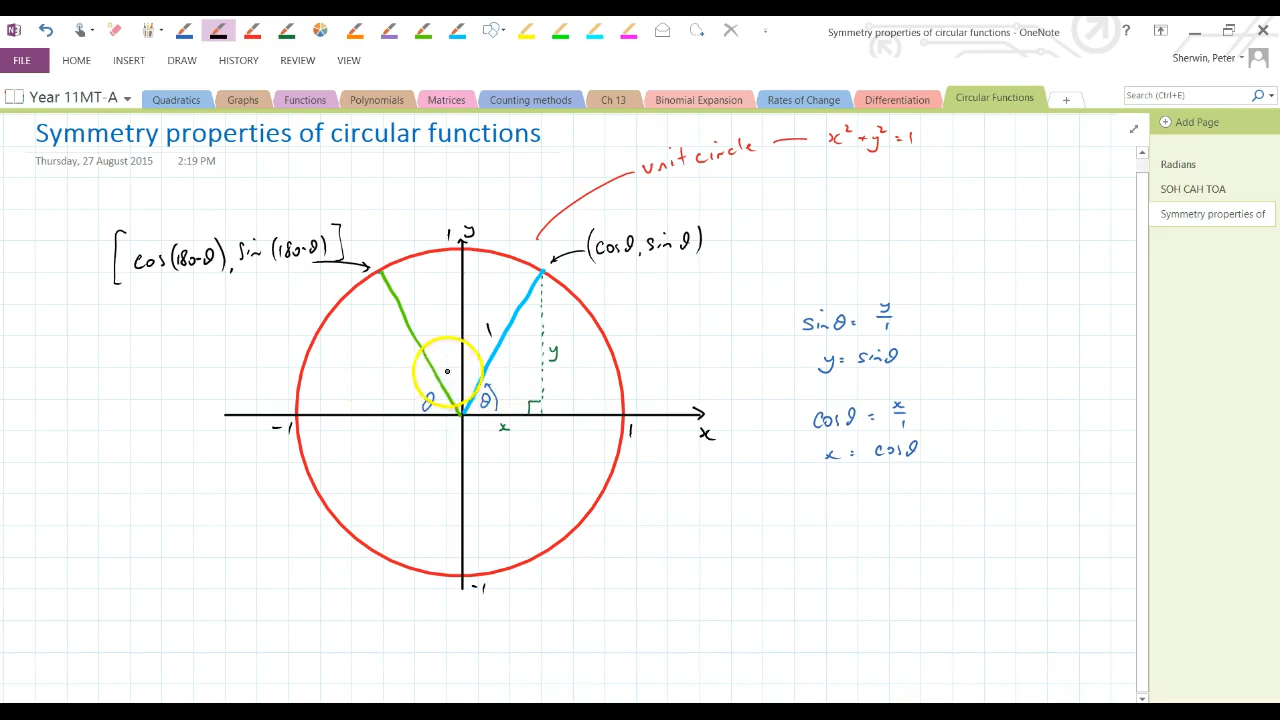 Symmetry properties of circular functions - OneNote
?
Sherwin, Peter
FILE HOME INSERT DRAW HISTORY REVIEW VIEW
Year 11MT-A
Quadratics Graphs Functions Polynomials Matrices Counting methods Ch 13 Binomial Expansion Rates of Change Differentiation Circular Functions +
Search (Ctrl+E)
Add Page
Radians
SOH CAH TOA
Symmetry properties of
Symmetry properties of circular functions
Thursday, 27 August 2015 2:19 PM
unit circle — x² + y² = 1
[cos(180-θ), sin(180-θ)]
(cosθ, sinθ)
1 y
1
y
θ θ
x
-1
1
x
-1
sinθ = y/1
y = sinθ
cosθ = x/1
x = cosθ